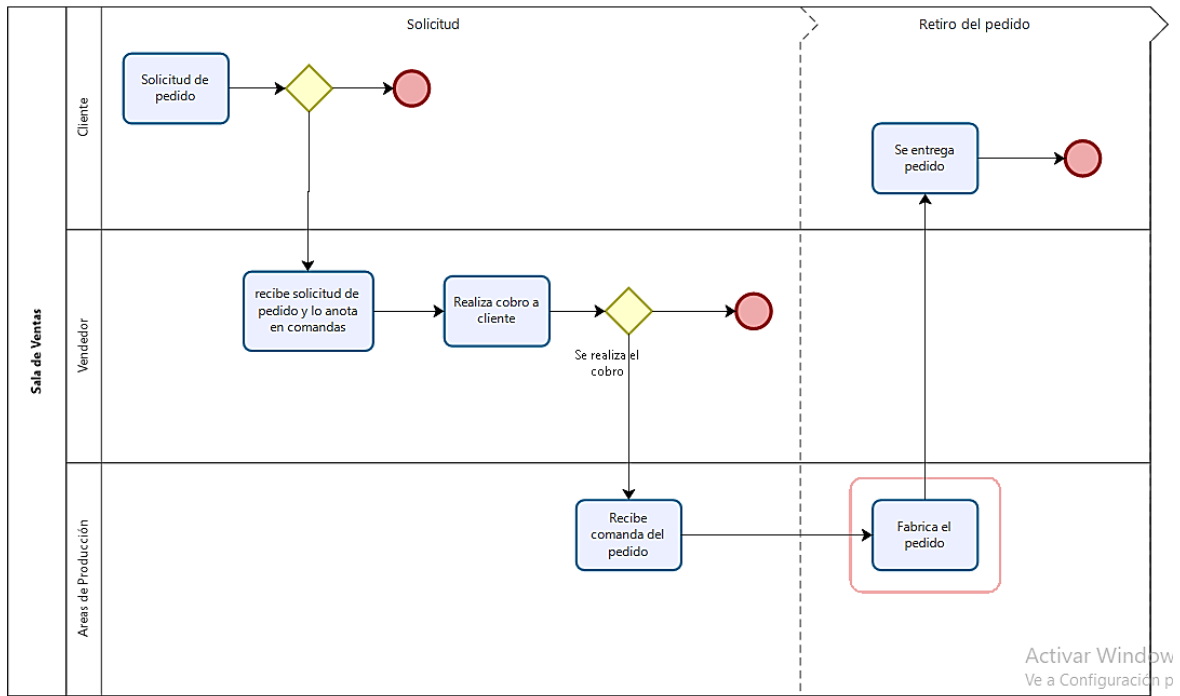 Solicitud
Retiro del pedido
Sala de Ventas
Cliente
Solicitud de
pedido
Se entrega
pedido
Vendedor
recibe solicitud de
pedido y lo anota
en comandas
Realiza cobro a
cliente
Se realiza el
cobro
Areas de Producción
Recibe
comanda del
pedido
Fabrica el
pedido
Activar Window
Ve a Configuración p